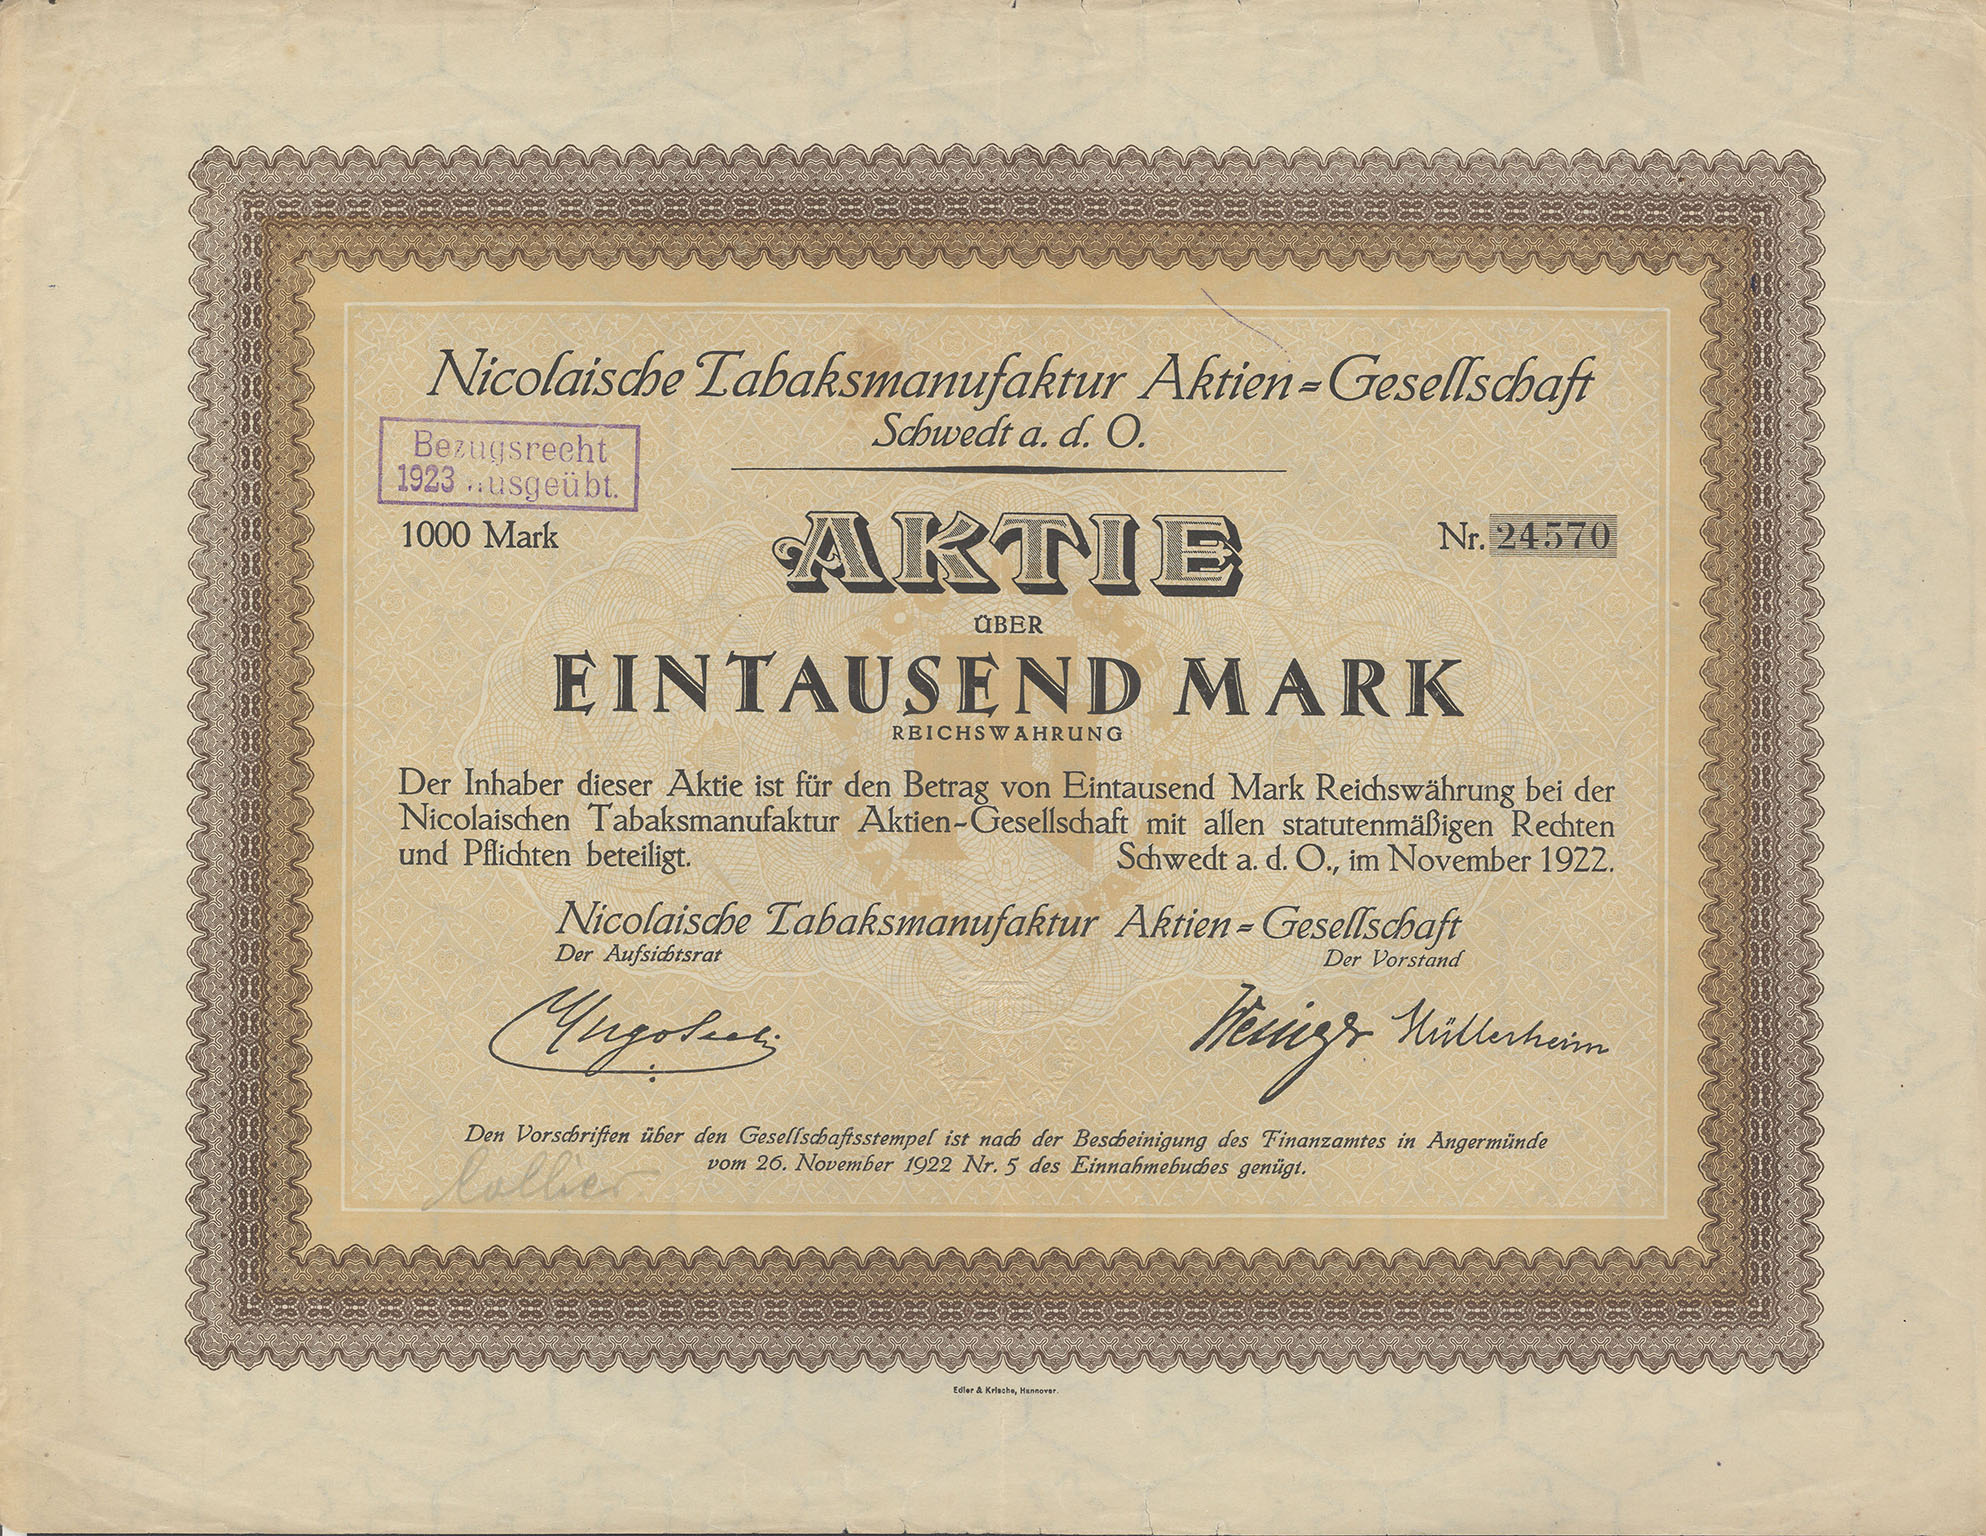 Nicolaische Tabaksmanufaktur Aktien=Gesellschaft
Schwedt a. d. O.
Bezugsrecht
1923 ausgeübt.
1000 Mark
AKTIE
Nr. 24570
ÜBER
EINTAUSEND MARK
REICHSWÄHRUNG
Der Inhaber dieser Aktie ist für den Betrag von Eintausend Mark Reichswährung bei der
Nicolaischen Tabaksmanufaktur Aktien-Gesellschaft mit allen statutenmäßigen Rechten
und Pflichten beteiligt. Schwedt a. d. O., im November 1922.
Nicolaische Tabaksmanufaktur Aktien=Gesellschaft
Der Aufsichtsrat Der Vorstand
Müllerheim
Den Vorschriften über den Gesellschaftsstempel ist nach der Bescheinigung des Finanzamtes in Angermünde
vom 26. November 1922 Nr. 5 des Einnahmebuches genügt.
Edler & Krische, Hannover.